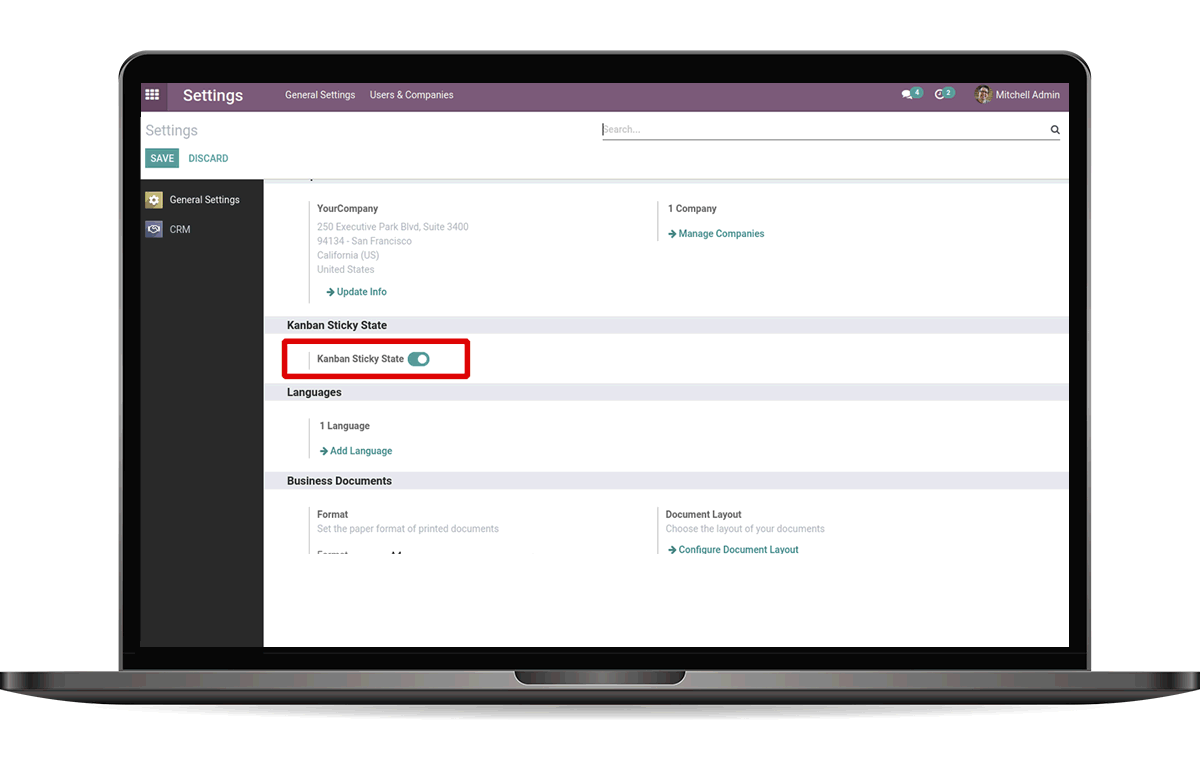 Settings General Settings Users & Companies 4 2 Mitchell Admin
Settings Search...
SAVE DISCARD
General Settings
CRM
YourCompany
250 Executive Park Blvd, Suite 3400
94134 - San Francisco
California (US)
United States
Update Info
1 Company
Manage Companies
Kanban Sticky State
Kanban Sticky State
Languages
1 Language
Add Language
Business Documents
Format
Set the paper format of printed documents
Document Layout
Choose the layout of your documents
Configure Document Layout